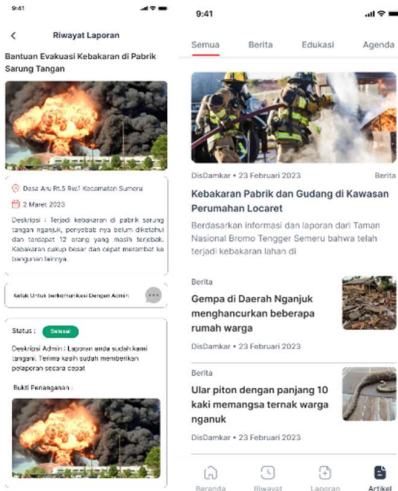 9:41
Riwayat Laporan
Bantuan Evakuasi Kebakaran di Pabrik
Sarung Tangan
Desa Aru Rt.5 Rw.1 Kecamatan Sumeru
2 Maret 2023
Deskripsi : Terjadi kebakaran di pabrik sarung
tangan nganjuk, penyebab nya belum diketahui
dan terdapat 12 orang yang masih terjebak.
Kebakaran cukup besar dan cepat merambat ke
bangunan lainnya.
Ketuk Untuk Berkomunikasi Dengan Admin
Status :
Selesai
Deskripsi Admin : Laporan anda sudah kami
tangani. Terima kasih sudah memberikan
pelaporan secara cepat
Bukti Penanganan :
9:41
Semua
Berita
Edukasi
Agenda
DisDamkar • 23 Februari 2023
Berita
Kebakaran Pabrik dan Gudang di Kawasan
Perumahan Locaret
Berdasarkan informasi dan laporan dari Taman
Nasional Bromo Tengger Semeru bahwa telah
terjadi kebakaran lahan di
Berita
Gempa di Daerah Nganjuk
menghancurkan beberapa
rumah warga
DisDamkar • 23 Februari 2023
Berita
Ular piton dengan panjang 10
kaki memangsa ternak warga
nganuk
DisDamkar • 23 Februari 2023
Beranda
Riwayat
Laporan
Artikel